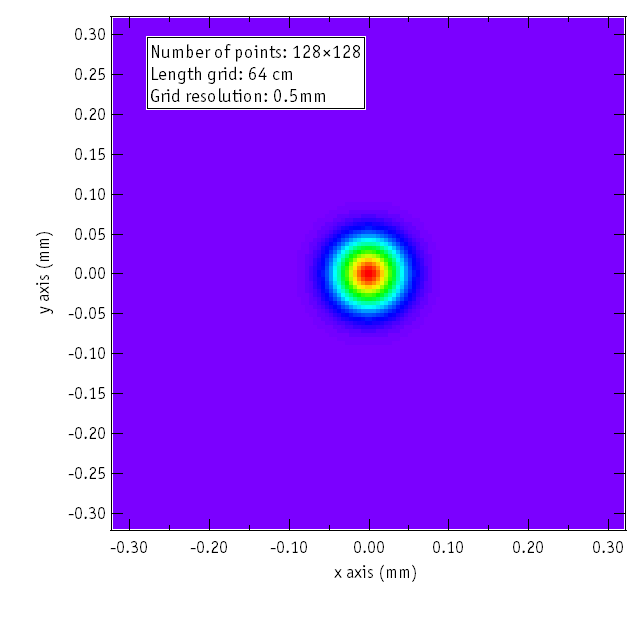 Number of points: 128×128
Length grid: 64 cm
Grid resolution: 0.5mm
0.30
0.25
0.20
0.15
0.10
0.05
0.00
-0.05
-0.10
-0.15
-0.20
-0.25
-0.30
y axis (mm)
-0.30 -0.20 -0.10 0.00 0.10 0.20 0.30
x axis (mm)